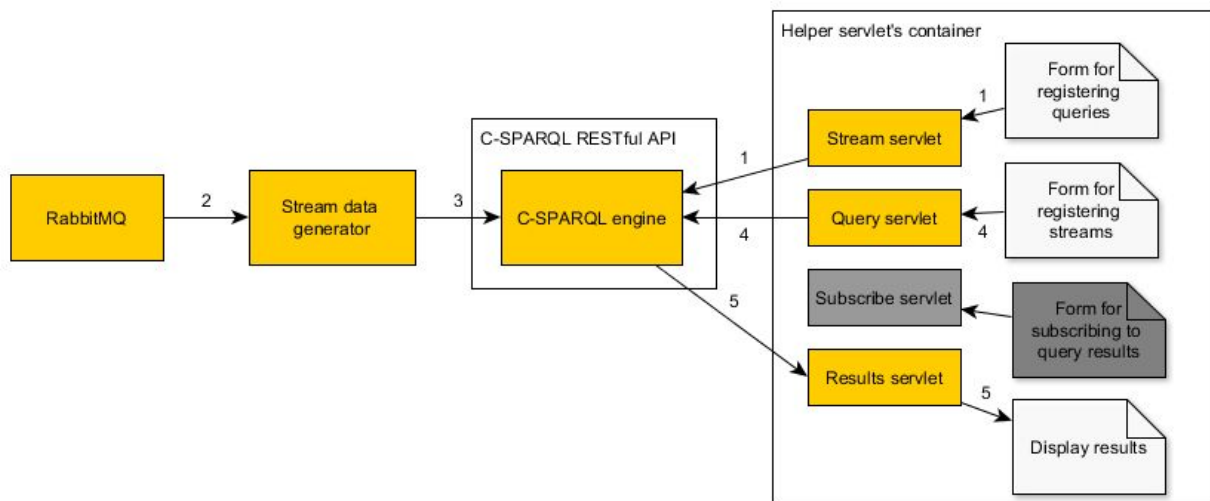 Helper servlet's container
Form for
registering
queries
1
Stream servlet
C-SPARQL RESTful API
1
RabbitMQ
2
Stream data
generator
3
C-SPARQL engine
4
Query servlet
4
Form for
registering
streams
Subscribe servlet
Form for
subscribing to
query results
5
Results servlet
5
Display results